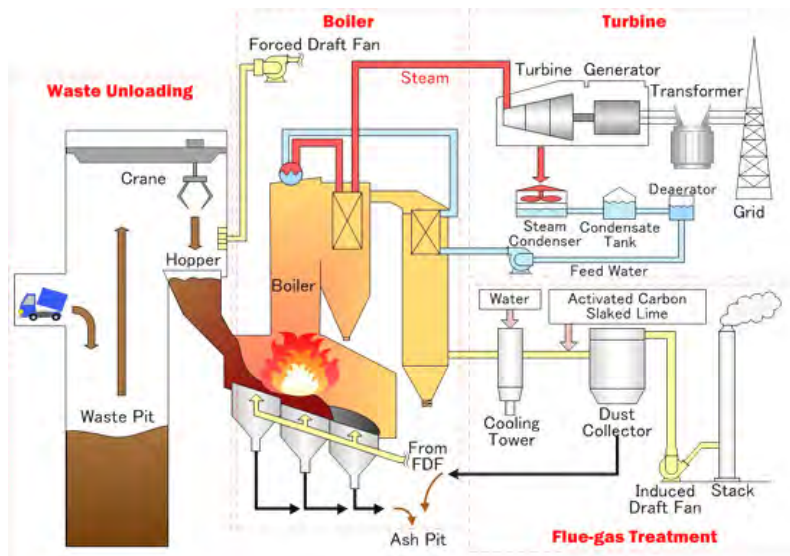 Boiler
Turbine
Forced Draft Fan
Steam
Turbine Generator
Waste Unloading
Transformer
Crane
Deaerator
Grid
Steam
Condenser
Condensate
Tank
Hopper
Feed Water
Boiler
Water
Activated Carbon
Slaked Lime
Waste Pit
Cooling
Tower
Dust
Collector
From
FDF
Induced
Draft Fan
Stack
Ash Pit
Flue-gas Treatment